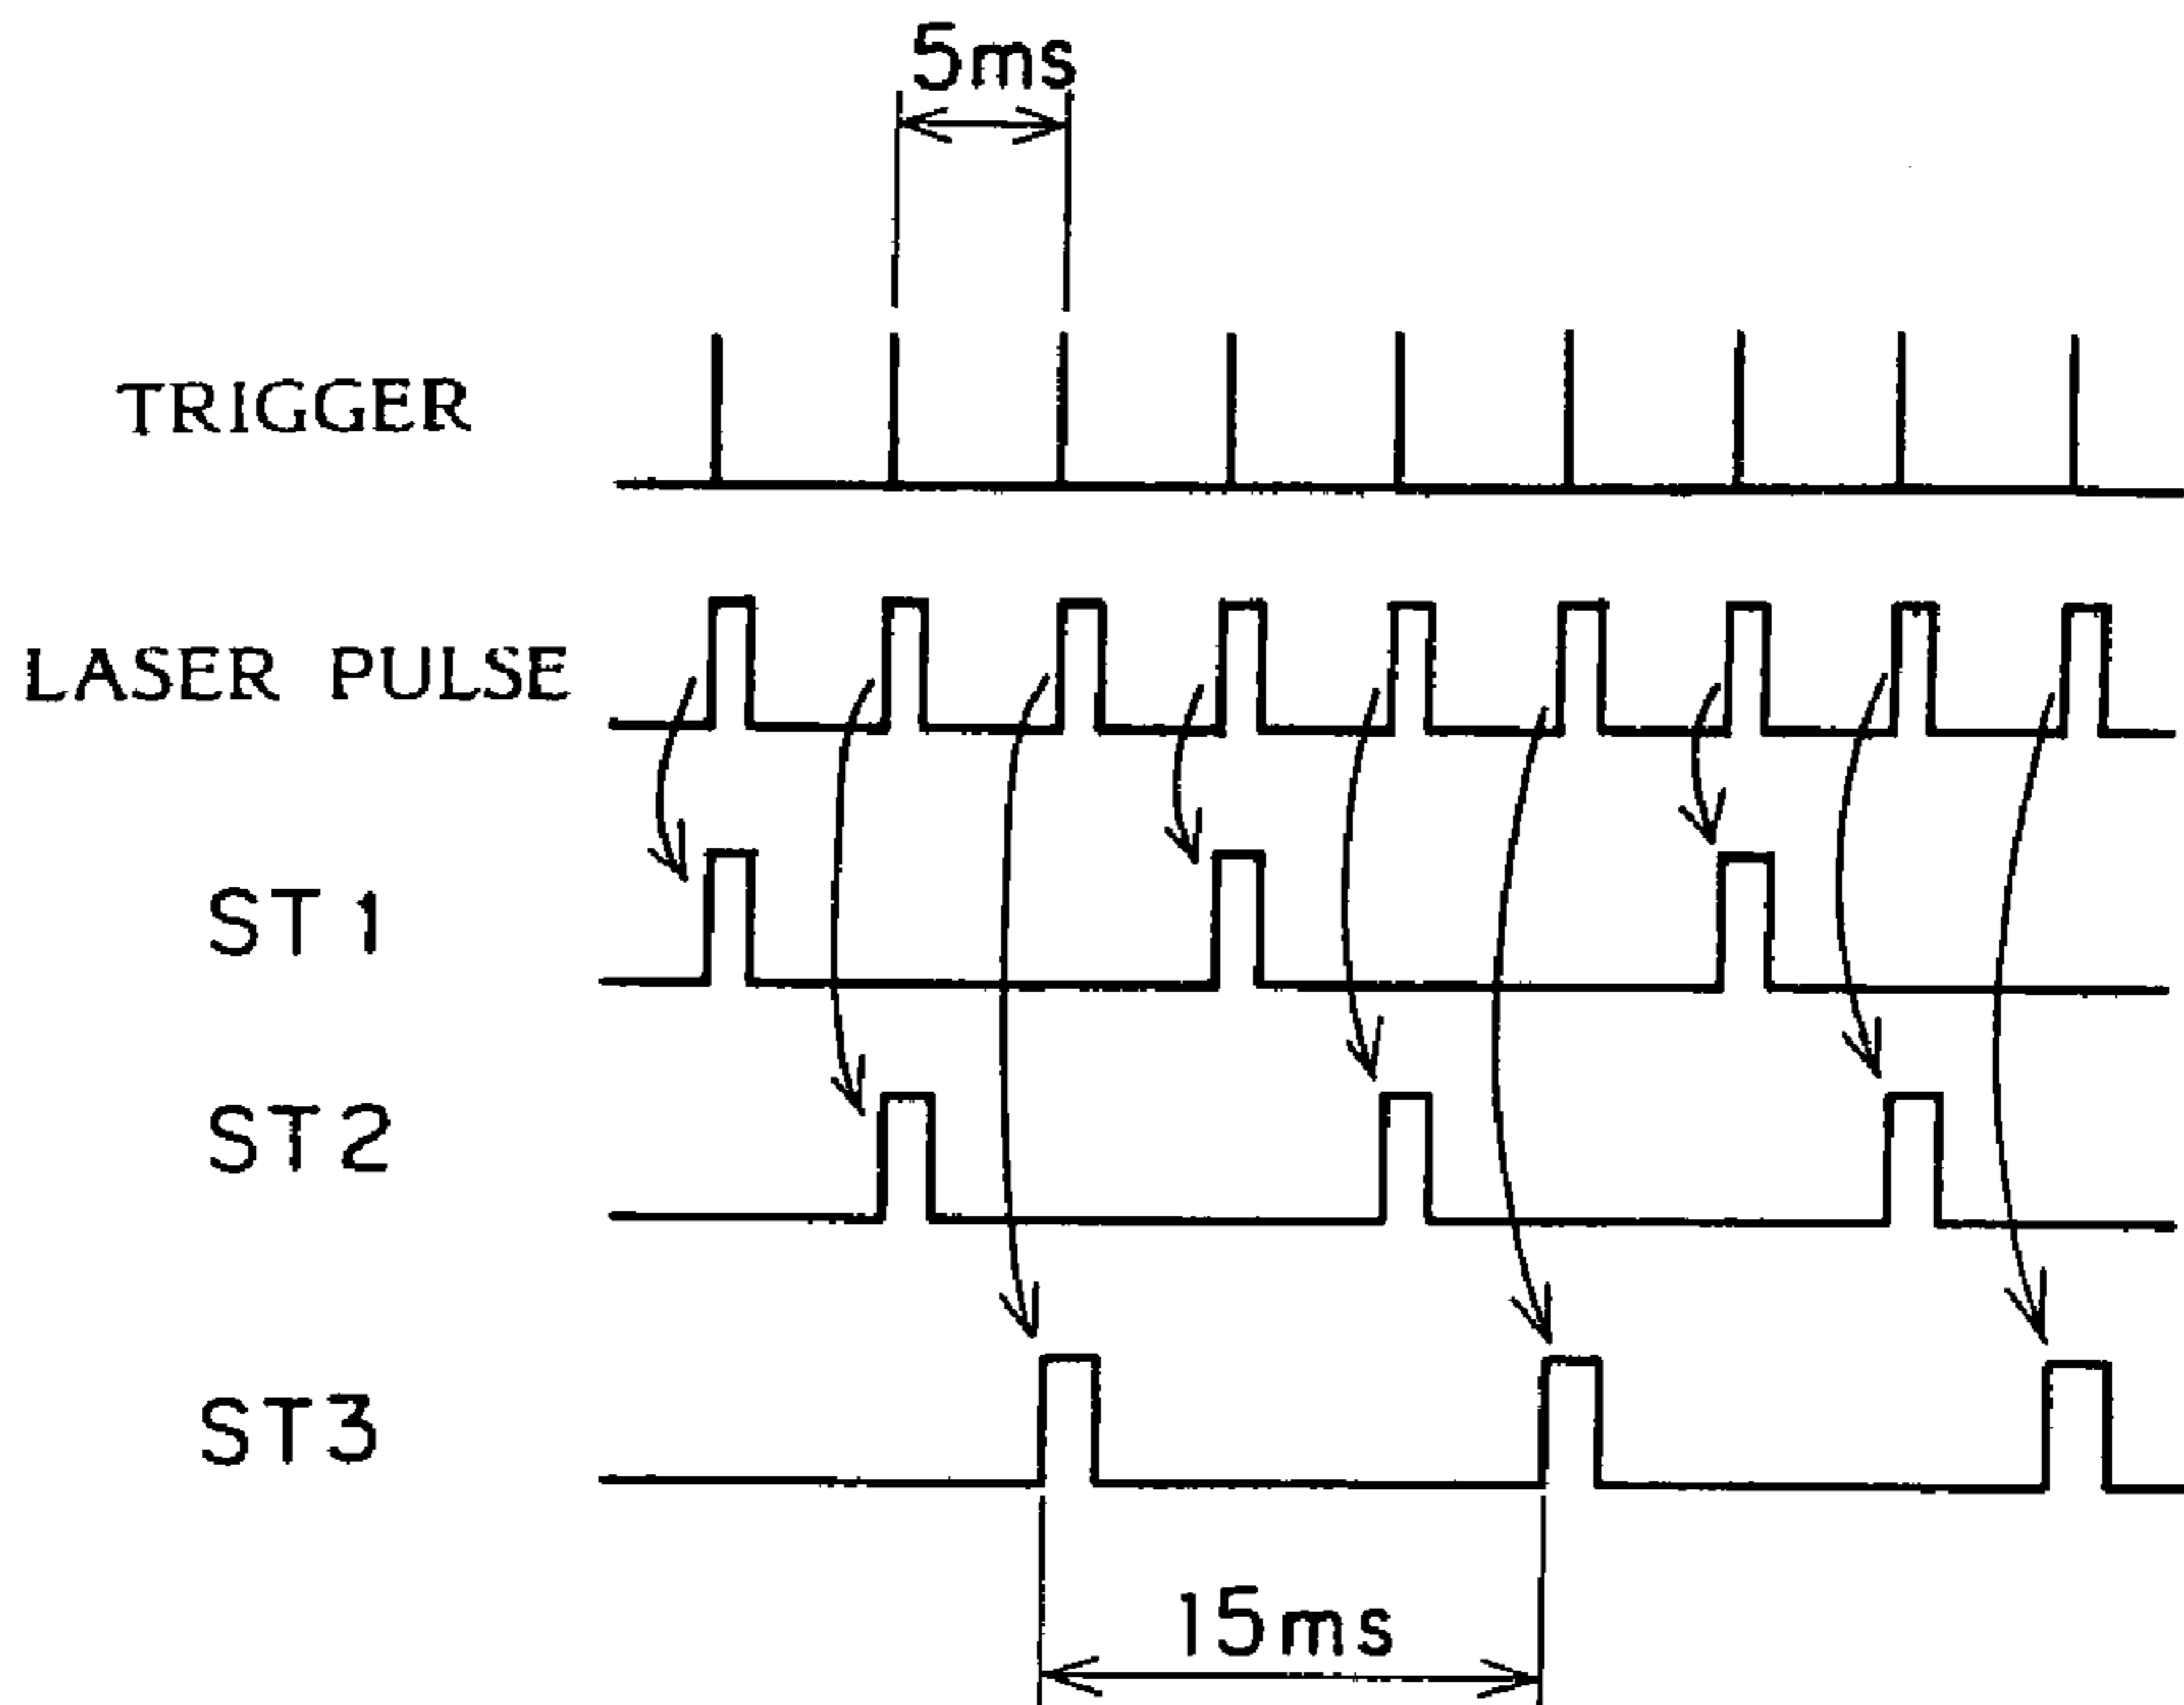 5ms
TRIGGER
LASER PULSE
ST1
ST2
ST3
15ms